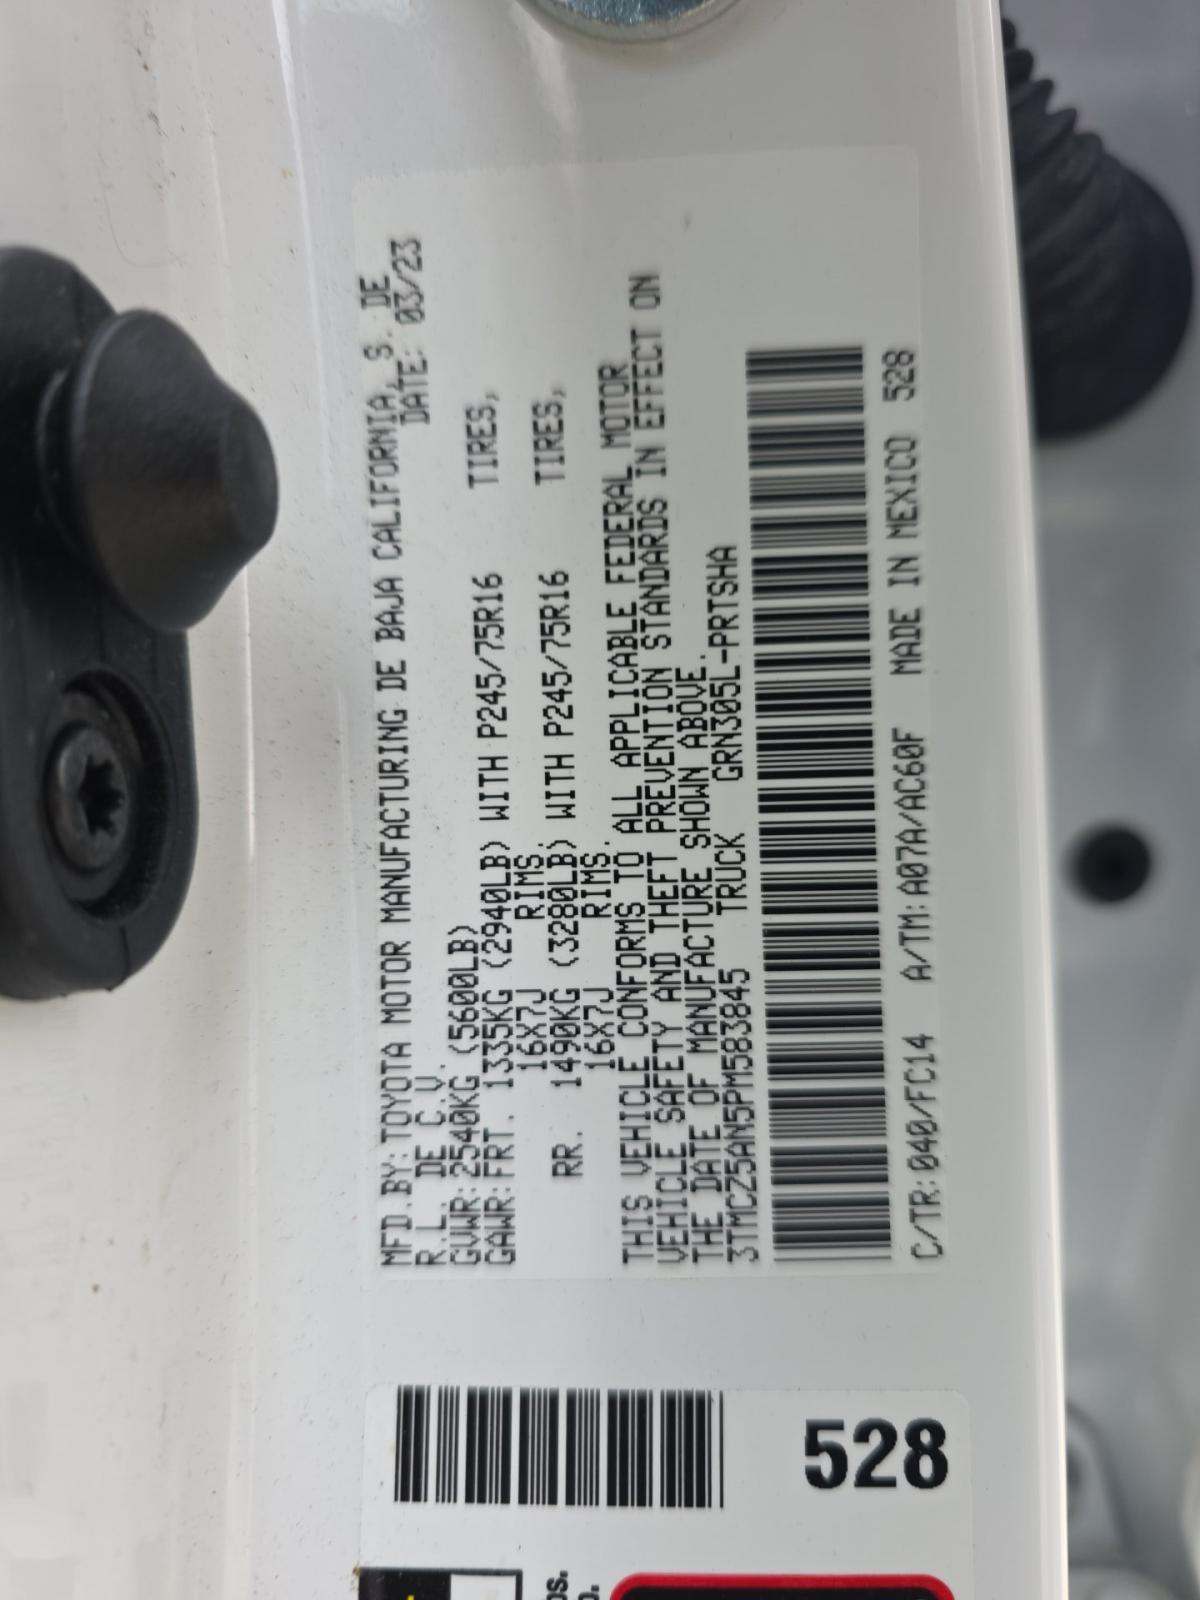 MFD.BY: TOYOTA MOTOR MANUFACTURING DE BAJA CALIFORNIA, S. DE
R.L. DE C.V. DATE: 03/23
GVWR: 2540KG (5600LB)
GAWR: FRT. 1335KG (2940LB) WITH P245/75R16 TIRES,
16X7J RIMS,
RR. 1490KG (3280LB) WITH P245/75R16 TIRES,
16X7J RIMS.
THIS VEHICLE CONFORMS TO ALL APPLICABLE FEDERAL MOTOR
VEHICLE SAFETY AND THEFT PREVENTION STANDARDS IN EFFECT ON
THE DATE OF MANUFACTURE SHOWN ABOVE.
3TMCZ5AN5PM583845 TRUCK GRN305L-PRTSHA
C/TR: 040/FC14 A/TM: A07A/AC60F MADE IN MEXICO 528
528